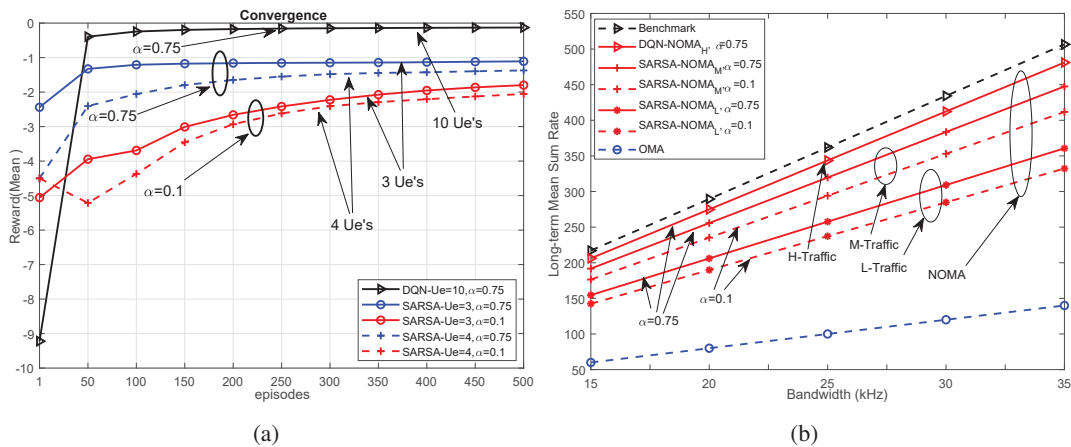 Convergence
Reward(Mean )
0
-1
-2
-3
-4
-5
-6
-7
-8
-9
-10
α=0.75
α=0.75
α=0.1
10 Ue's
3 Ue's
4 Ue's
DQN-Ue=10,α=0.75
SARSA-Ue=3,α=0.75
SARSA-Ue=3,α=0.1
SARSA-Ue=4,α=0.75
SARSA-Ue=4,α=0.1
1 50 100 150 200 250 300 350 400 450 500
episodes
(a)
Long-term Mean Sum Rate
550
500
450
400
350
300
250
200
150
100
50
Benchmark
DQN-NOMA_H, α=0.75
SARSA-NOMA_M,α=0.75
SARSA-NOMA_M,α=0.1
SARSA-NOMA_L,α=0.75
SARSA-NOMA_L,α=0.1
OMA
H-Traffic
M-Traffic
L-Traffic
NOMA
α=0.1
α=0.75
15 20 25 30 35
Bandwidth (kHz)
(b)